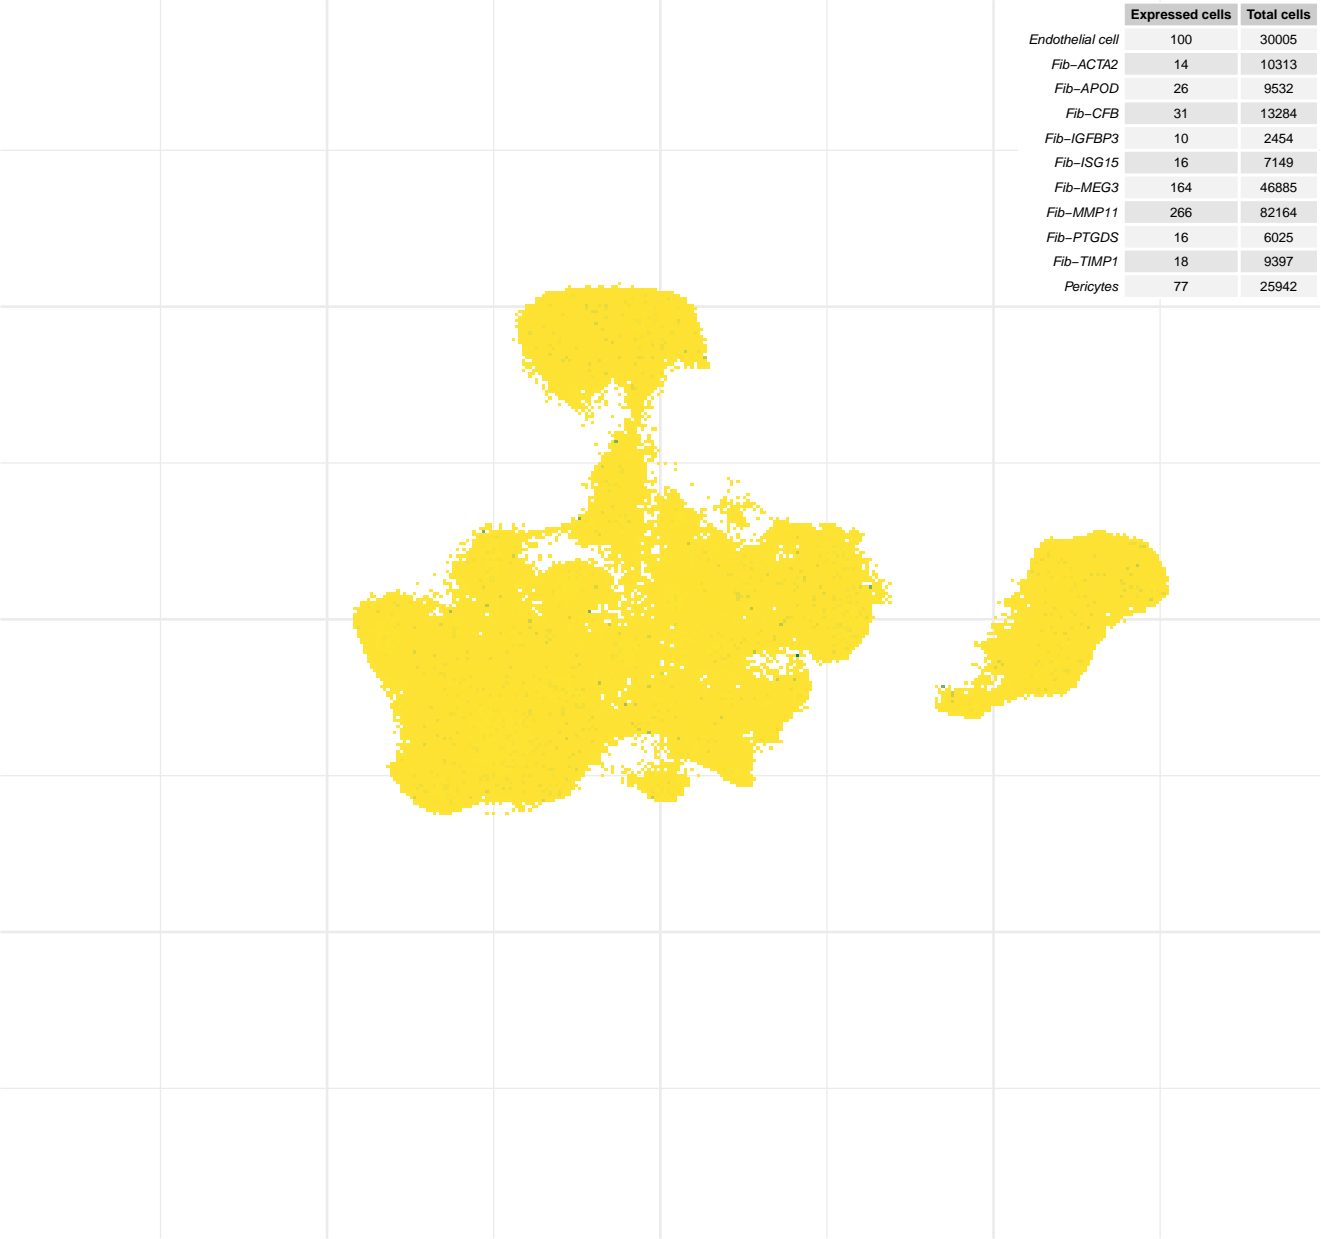 Expressed cells Total cells
Endothelial cell 100 30005
Fib−ACTA2 14 10313
Fib−APOD 26 9532
Fib−CFB 31 13284
Fib−IGFBP3 10 2454
Fib−ISG15 16 7149
Fib−MEG3 164 46885
Fib−MMP11 266 82164
Fib−PTGDS 16 6025
Fib−TIMP1 18 9397
Pericytes 77 25942